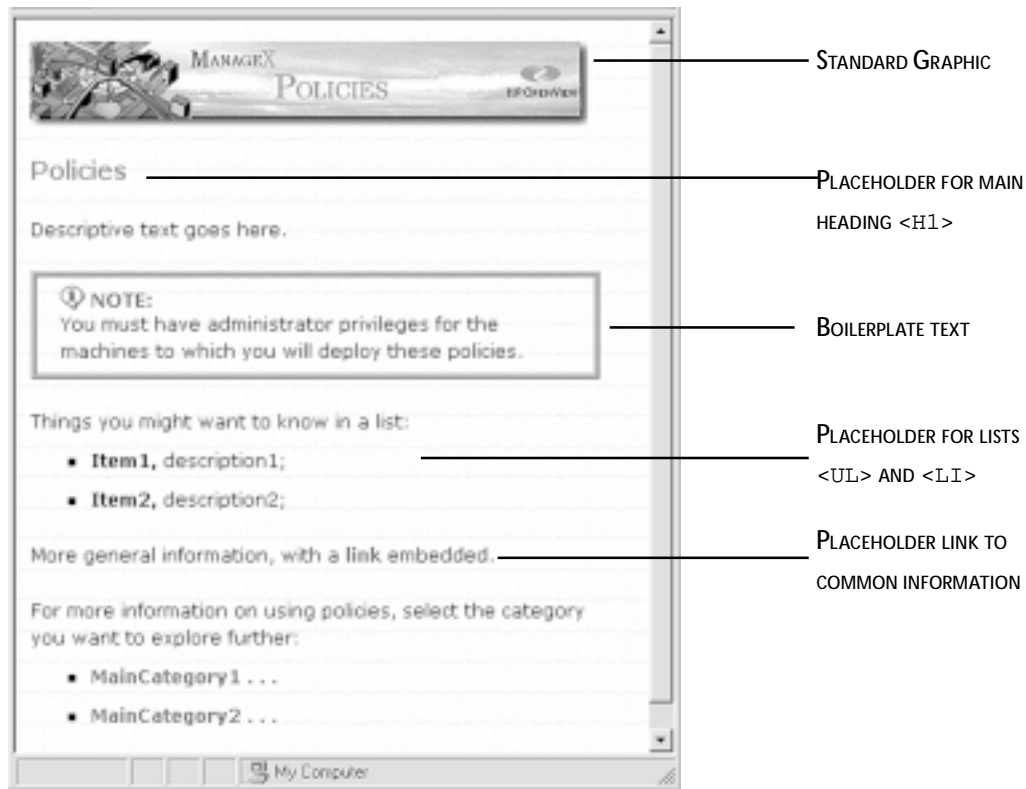 MANAGEX
POLICIES
HP OPENVIEW
STANDARD GRAPHIC
Policies
PLACEHOLDER FOR MAIN
HEADING <H1>
Descriptive text goes here.
NOTE:
You must have administrator privileges for the
machines to which you will deploy these policies.
BOILERPLATE TEXT
Things you might want to know in a list:
▪ Item1, description1;
▪ Item2, description2;
PLACEHOLDER FOR LISTS
<UL> AND <LI>
More general information, with a link embedded.
PLACEHOLDER LINK TO
COMMON INFORMATION
For more information on using policies, select the category
you want to explore further:
▪ MainCategory1 . . .
▪ MainCategory2 . . .
My Computer